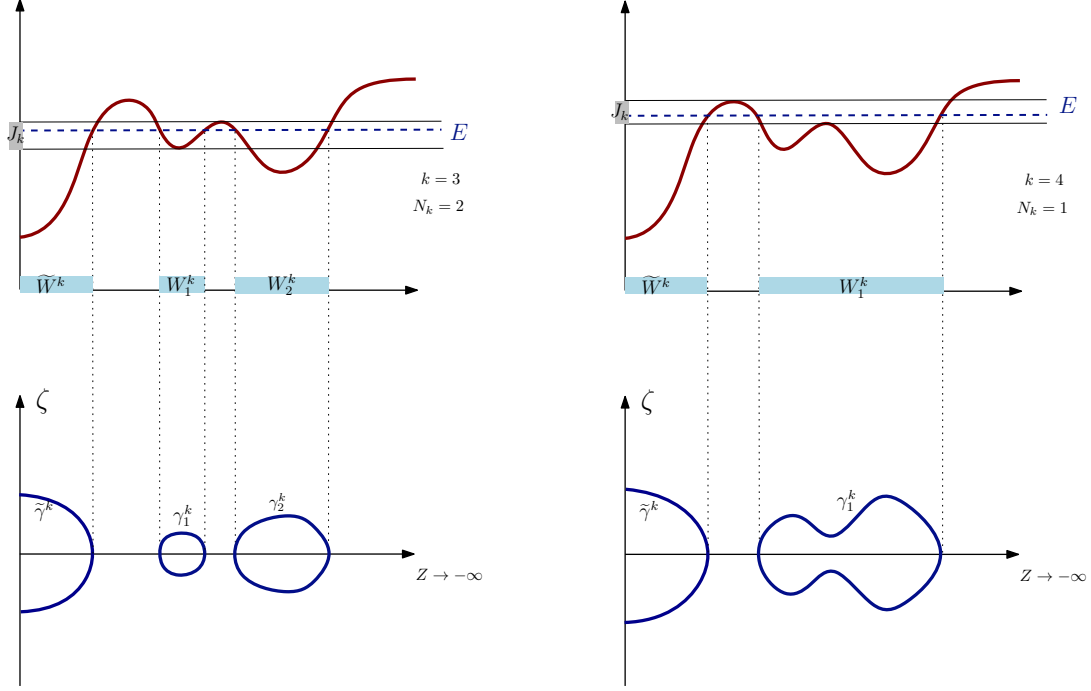 J_k
E
k = 3
N_k = 2
W̃^k
W_1^k
W_2^k
ζ
γ̃^k
γ_1^k
γ_2^k
Z → −∞
J_k
E
k = 4
N_k = 1
W̃^k
W_1^k
ζ
γ̃^k
γ_1^k
Z → −∞